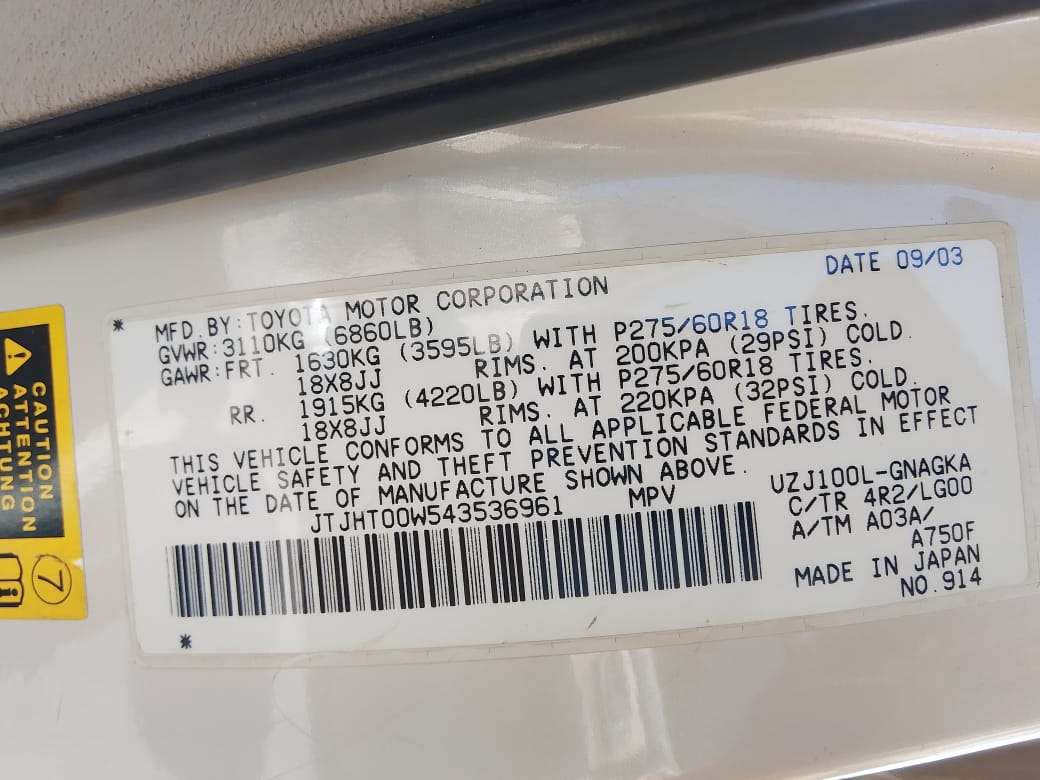 DATE 09/03
* MFD.BY:TOYOTA MOTOR CORPORATION
GVWR:3110KG (6860LB)
GAWR:FRT. 1630KG (3595LB) WITH P275/60R18 TIRES.
18X8JJ RIMS. AT 200KPA (29PSI) COLD.
RR. 1915KG (4220LB) WITH P275/60R18 TIRES.
18X8JJ RIMS. AT 220KPA (32PSI) COLD.
THIS VEHICLE CONFORMS TO ALL APPLICABLE FEDERAL MOTOR
VEHICLE SAFETY AND THEFT PREVENTION STANDARDS IN EFFECT
ON THE DATE OF MANUFACTURE SHOWN ABOVE.
JTJHT00W543536961 MPV
UZJ100L-GNAGKA
C/TR 4R2/LG00
A/TM A03A/
A750F
MADE IN JAPAN
NO.914
*
CAUTION
ATTENTION
ACHTUNG
7